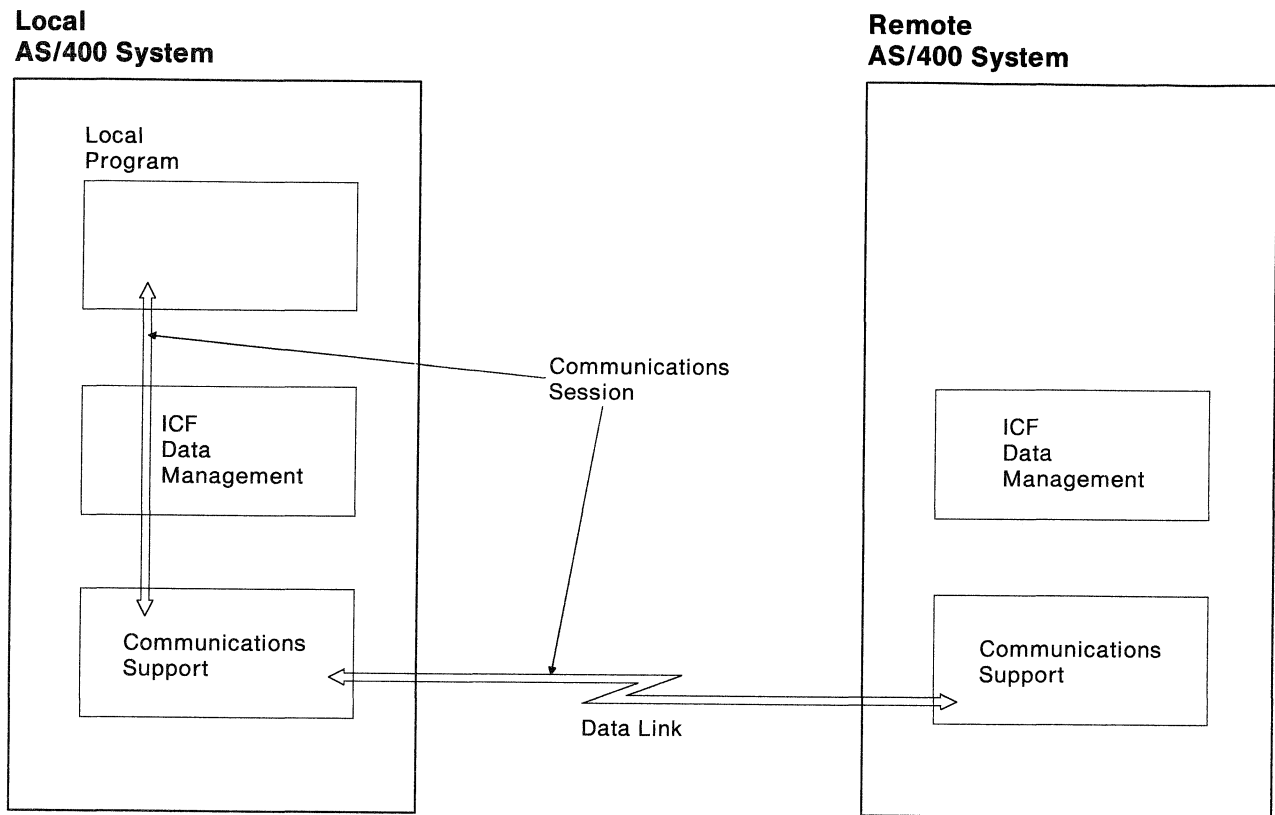 Local
AS/400 System
Remote
AS/400 System
Local
Program
Communications
Session
ICF
Data
Management
ICF
Data
Management
Communications
Support
Communications
Support
Data Link